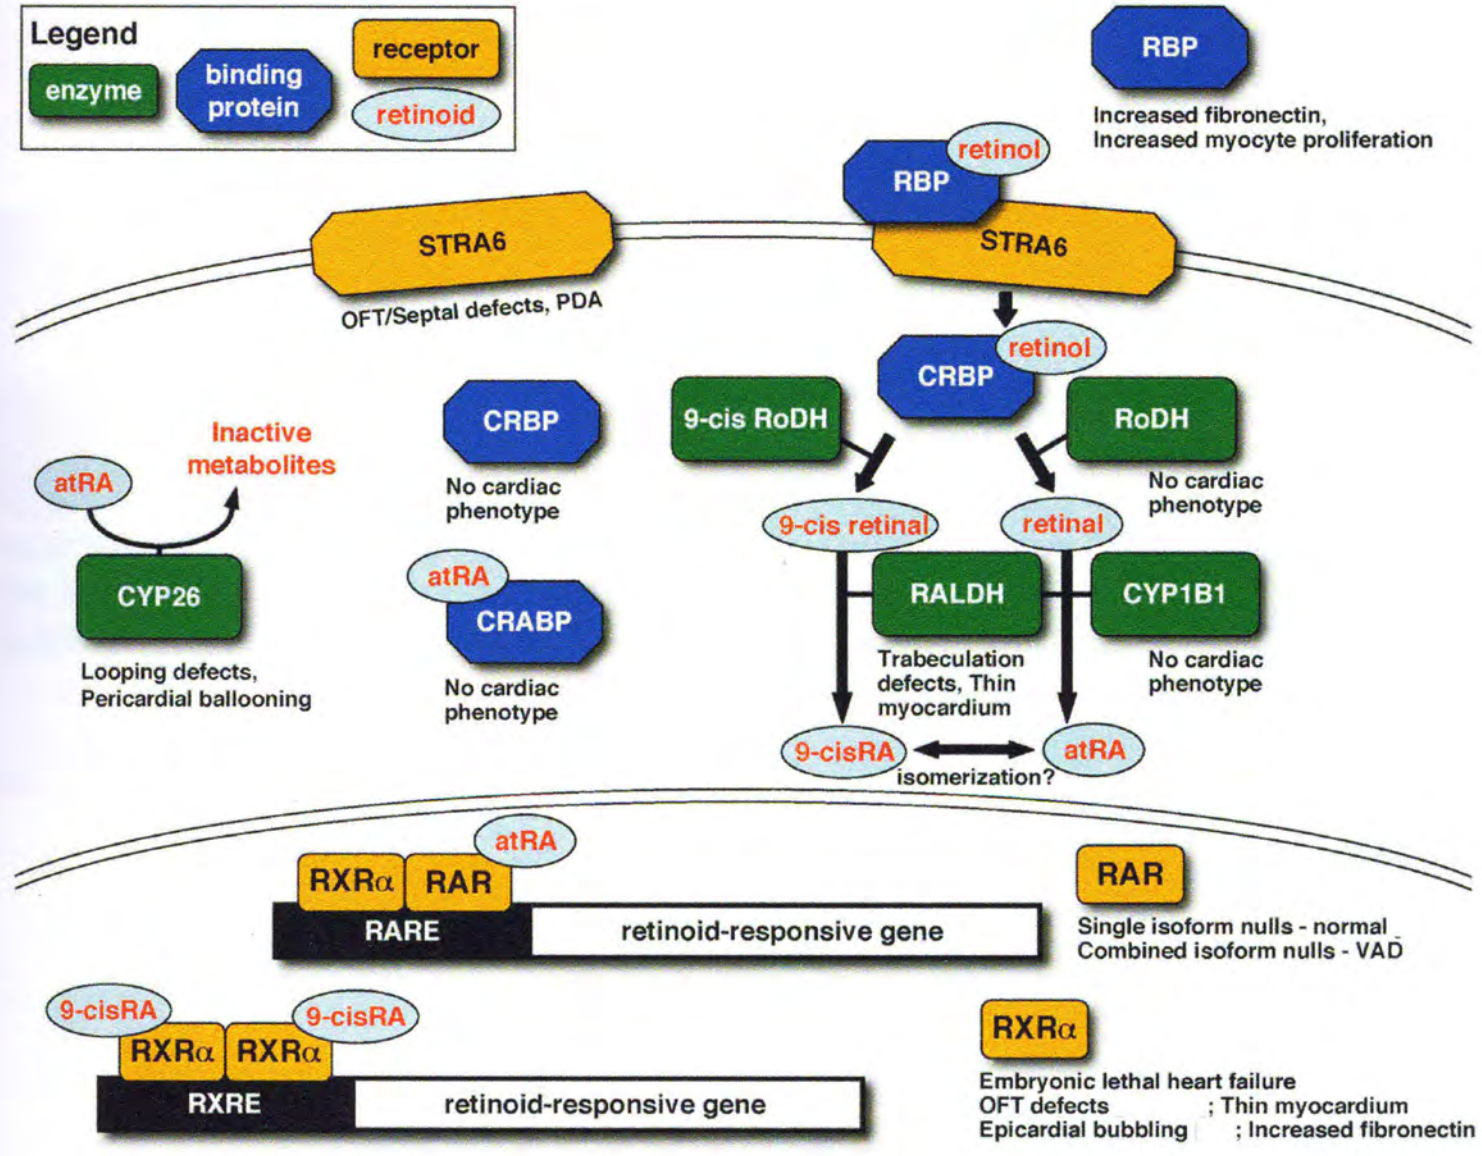 Legend
enzyme
binding
protein
receptor
retinoid
RBP
Increased fibronectin,
Increased myocyte proliferation
retinol
RBP
STRA6
STRA6
OFT/Septal defects, PDA
retinol
CRBP
9-cis RoDH
RoDH
No cardiac
phenotype
CRBP
No cardiac
phenotype
Inactive
metabolites
atRA
CYP26
Looping defects,
Pericardial ballooning
atRA
CRABP
No cardiac
phenotype
9-cis retinal
retinal
RALDH
CYP1B1
Trabeculation
defects, Thin
myocardium
No cardiac
phenotype
9-cisRA
atRA
isomerization?
atRA
RXRα
RAR
RARE
retinoid-responsive gene
RAR
Single isoform nulls - normal
Combined isoform nulls - VAD
9-cisRA
9-cisRA
RXRα
RXRα
RXRE
retinoid-responsive gene
RXRα
Embryonic lethal heart failure
OFT defects ; Thin myocardium
Epicardial bubbling ; Increased fibronectin